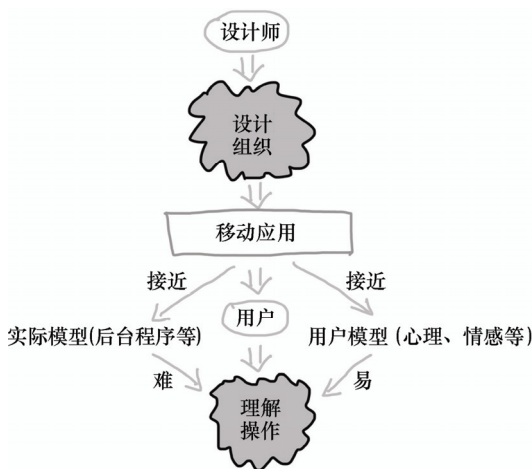 设计师
设计
组织
移动应用
接近
接近
用户
实际模型(后台程序等)
用户模型(心理、情感等)
难
易
理解
操作